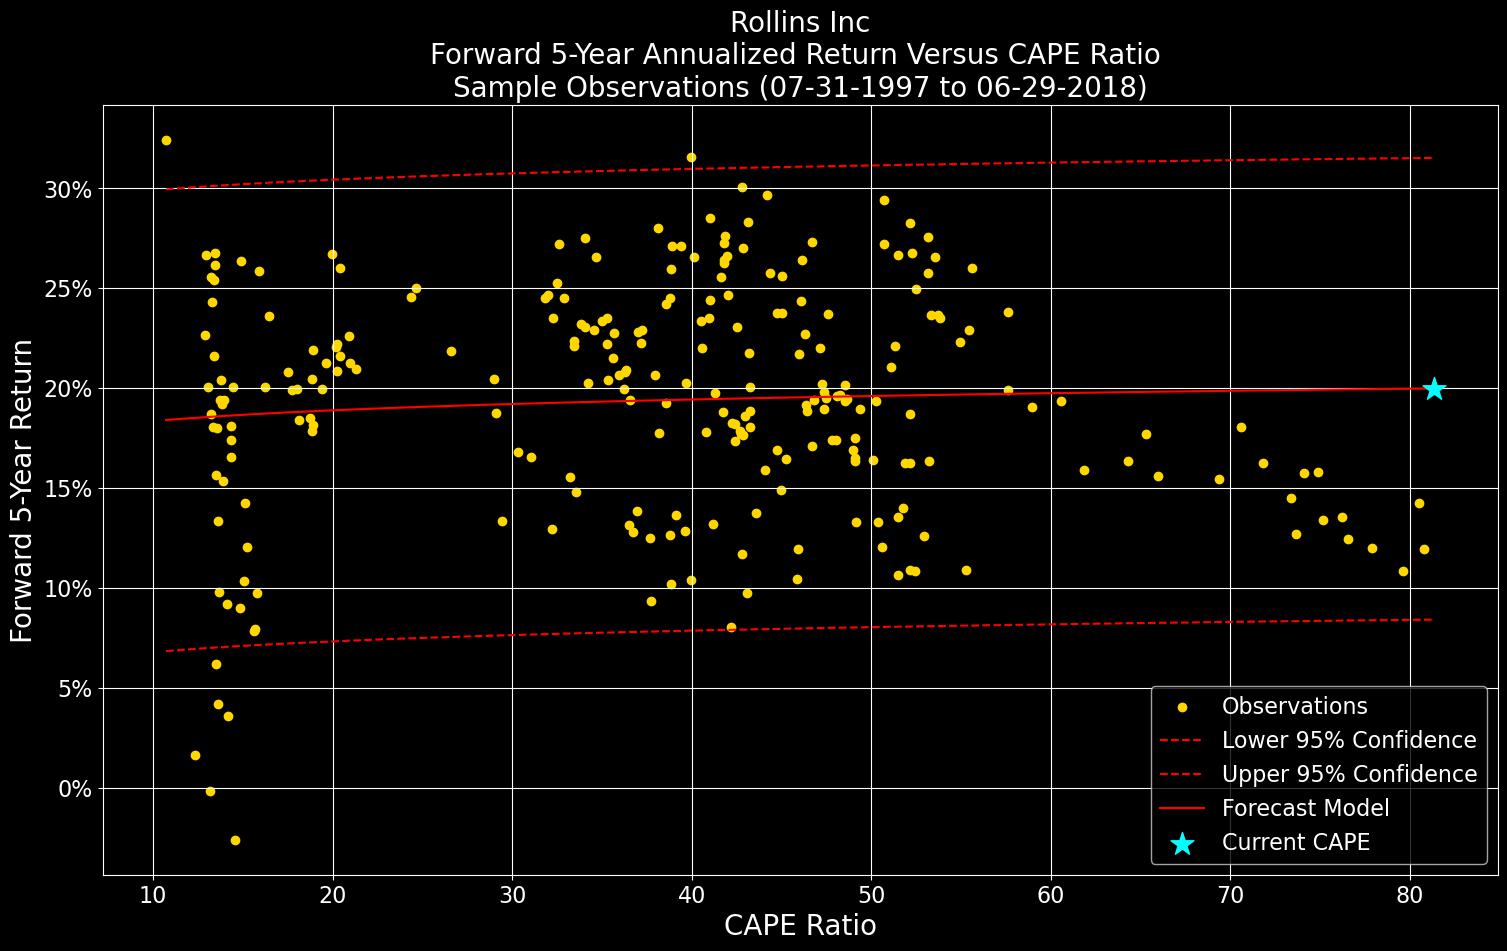 Rollins Inc
Forward 5-Year Annualized Return Versus CAPE Ratio
Sample Observations (07-31-1997 to 06-29-2018)
Forward 5-Year Return
30%
25%
20%
15%
10%
5%
0%
Observations
Lower 95% Confidence
Upper 95% Confidence
Forecast Model
Current CAPE
10 20 30 40 50 60 70 80
CAPE Ratio